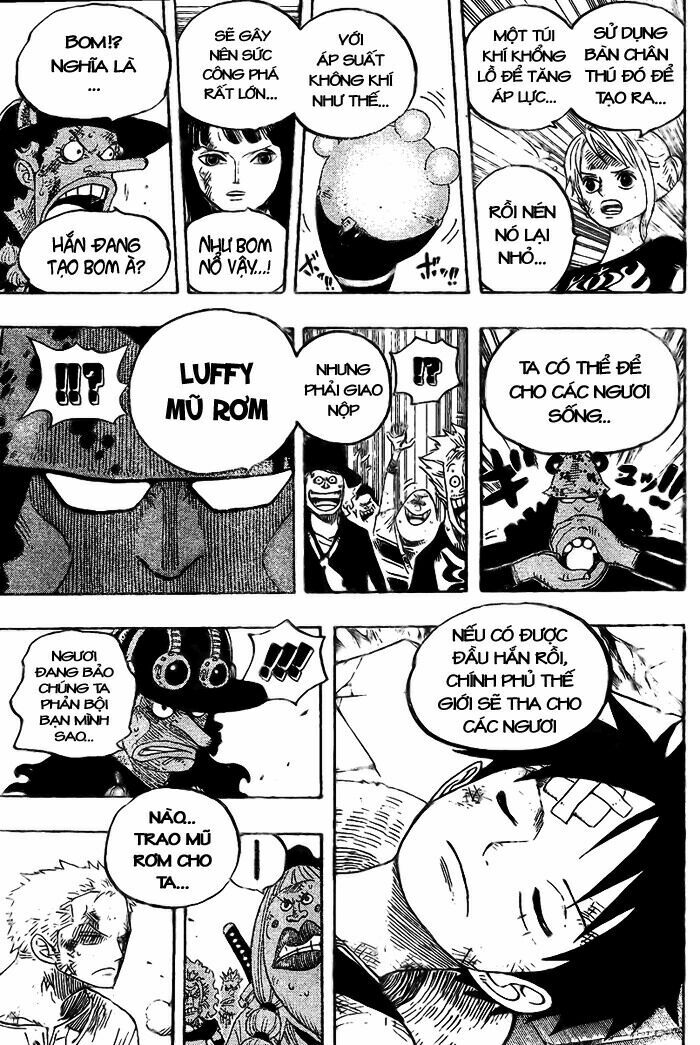 SỬ DỤNG
BÀN CHÂN
THÚ ĐÓ ĐỂ
TẠO RA...
MỘT TÚI
KHÍ KHỔNG
LỒ ĐỂ TĂNG
ÁP LỰC...
RỒI NÉN
NÓ LẠI
NHỎ...
VỚI
ÁP SUẤT
KHÔNG KHÍ
NHƯ THẾ...
SẼ GÂY
NÊN SỨC
CÔNG PHÁ
RẤT LỚN...
NHƯ BOM
NỔ VẬY...!
BOM!?
NGHĨA LÀ
...
HẮN ĐANG
TẠO BOM À?
TA CÓ THỂ ĐỂ
CHO CÁC NGƯƠI
SỐNG...
!?
NHƯNG
PHẢI GIAO
NỘP
LUFFY
MŨ RƠM
!!?
NẾU CÓ ĐƯỢC
ĐẦU HẮN RỒI,
CHÍNH PHỦ THẾ
GIỚI SẼ THA CHO
CÁC NGƯƠI
!!!
NGƯƠI
ĐANG BẢO
CHÚNG TA
PHẢN BỘI
BẠN MÌNH
SAO...
NÀO...
TRAO MŨ
RƠM CHO
TA...